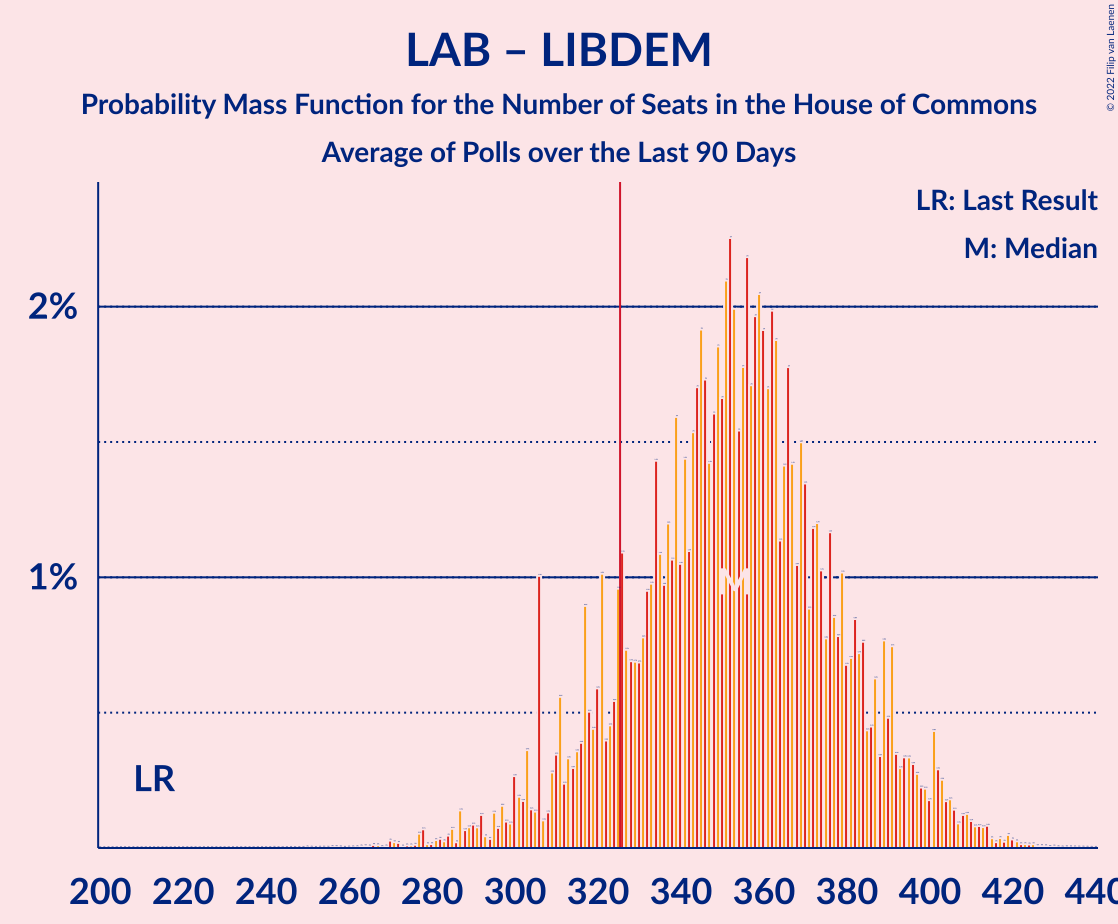 LAB – LIBDEM
Probability Mass Function for the Number of Seats in the House of Commons
Average of Polls over the Last 90 Days
© 2022 Filip van Laenen
LR: Last Result
M: Median
2%
1%
M
LR
200 220 240 260 280 300 320 340 360 380 400 420 440